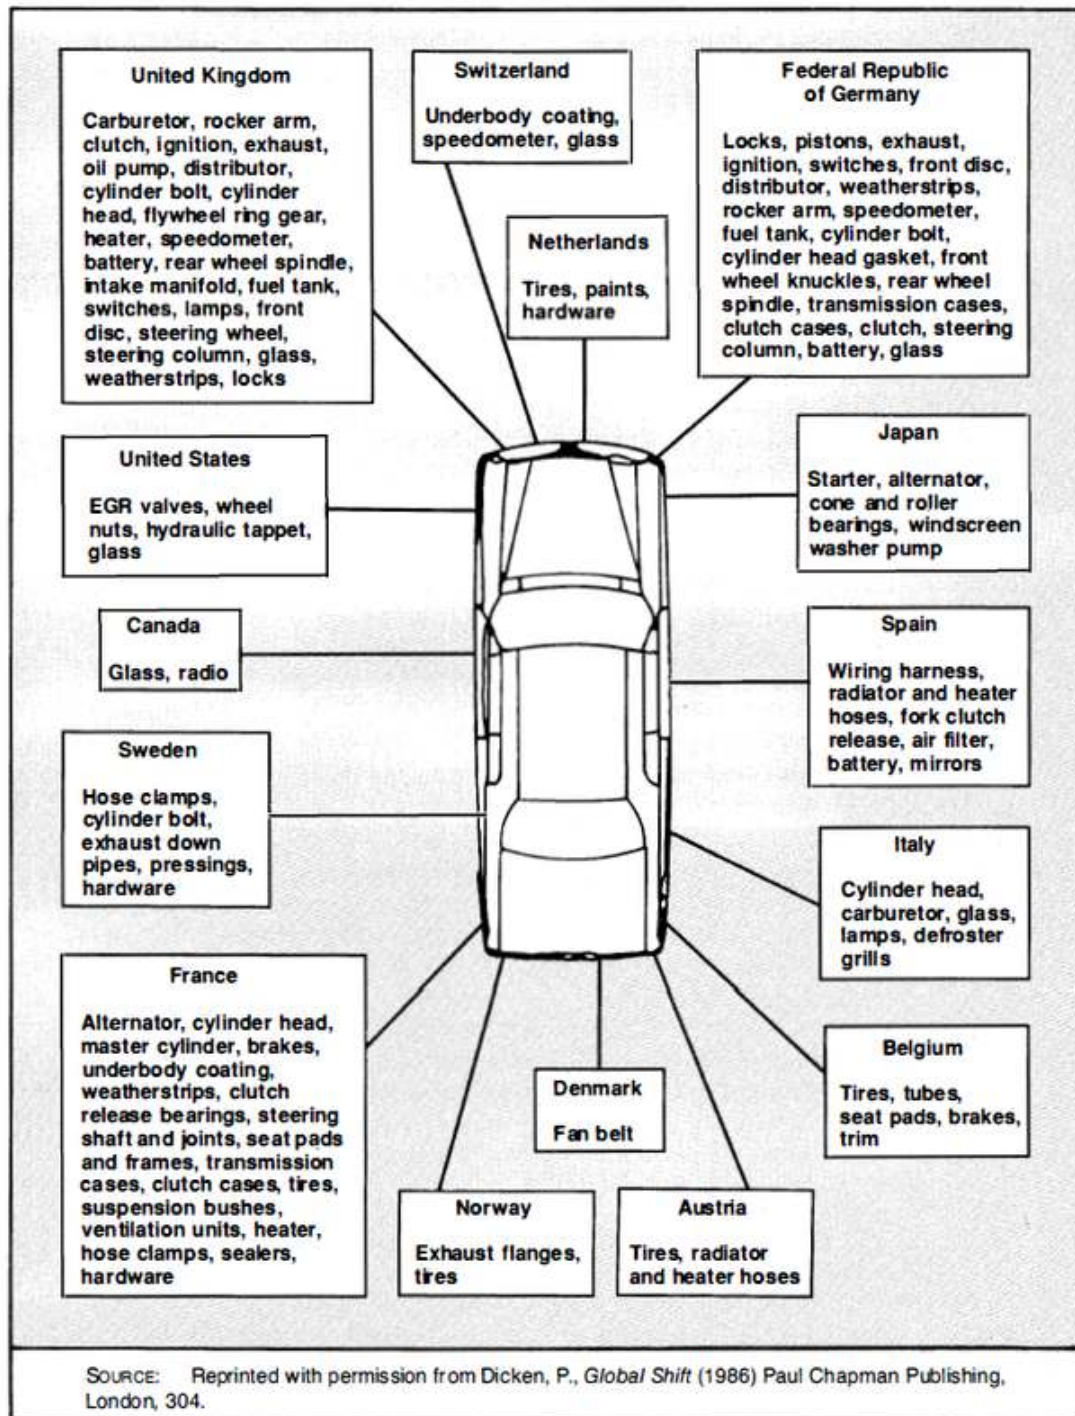 United Kingdom
Carburetor, rocker arm,
clutch, ignition, exhaust,
oil pump, distributor,
cylinder bolt, cylinder
head, flywheel ring gear,
heater, speedometer,
battery, rear wheel spindle,
intake manifold, fuel tank,
switches, lamps, front
disc, steering wheel,
steering column, glass,
weatherstrips, locks
Switzerland
Underbody coating,
speedometer, glass
Federal Republic
of Germany
Locks, pistons, exhaust,
ignition, switches, front disc,
distributor, weatherstrips,
rocker arm, speedometer,
fuel tank, cylinder bolt,
cylinder head gasket, front
wheel knuckles, rear wheel
spindle, transmission cases,
clutch cases, clutch, steering
column, battery, glass
Netherlands
Tires, paints,
hardware
United States
EGR valves, wheel
nuts, hydraulic tappet,
glass
Japan
Starter, alternator,
cone and roller
bearings, windscreen
washer pump
Canada
Glass, radio
Spain
Wiring harness,
radiator and heater
hoses, fork clutch
release, air filter,
battery, mirrors
Sweden
Hose clamps,
cylinder bolt,
exhaust down
pipes, pressings,
hardware
Italy
Cylinder head,
carburetor, glass,
lamps, defroster
grills
France
Alternator, cylinder head,
master cylinder, brakes,
underbody coating,
weatherstrips, clutch
release bearings, steering
shaft and joints, seat pads
and frames, transmission
cases, clutch cases, tires,
suspension bushes,
ventilation units, heater,
hose clamps, sealers,
hardware
Belgium
Tires, tubes,
seat pads, brakes,
trim
Denmark
Fan belt
Norway
Exhaust flanges,
tires
Austria
Tires, radiator
and heater hoses
SOURCE: Reprinted with permission from Dicken, P., Global Shift (1986) Paul Chapman Publishing,
London, 304.